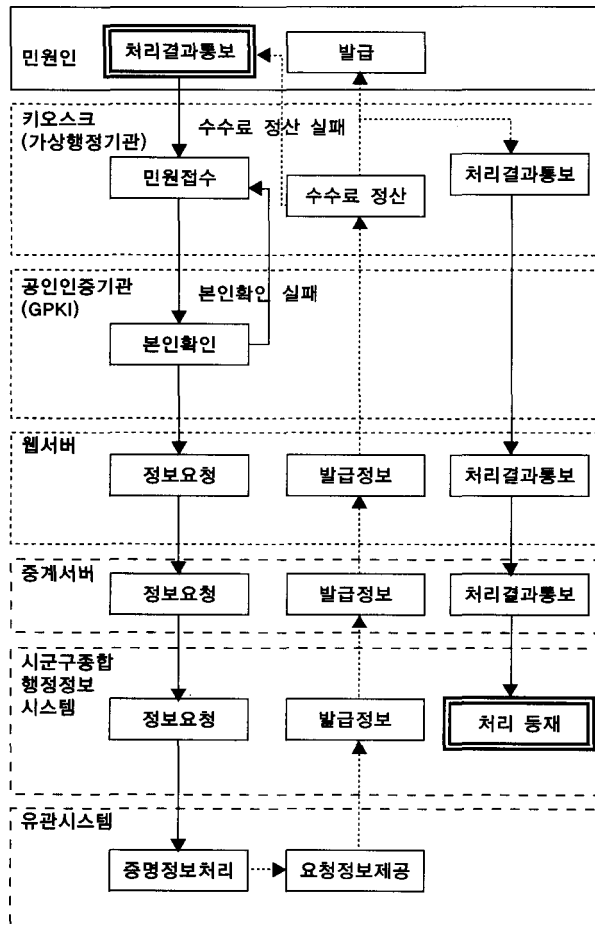 민원인
처리결과통보
발급
키오스크
(가상행정기관)
수수료 정산 실패
민원접수
수수료 정산
처리결과통보
공인인증기관
(GPKI)
본인확인 실패
본인확인
웹서버
정보요청
발급정보
처리결과통보
중계서버
정보요청
발급정보
처리결과통보
시군구종합
행정정보
시스템
정보요청
발급정보
처리 등재
유관시스템
증명정보처리
요청정보제공